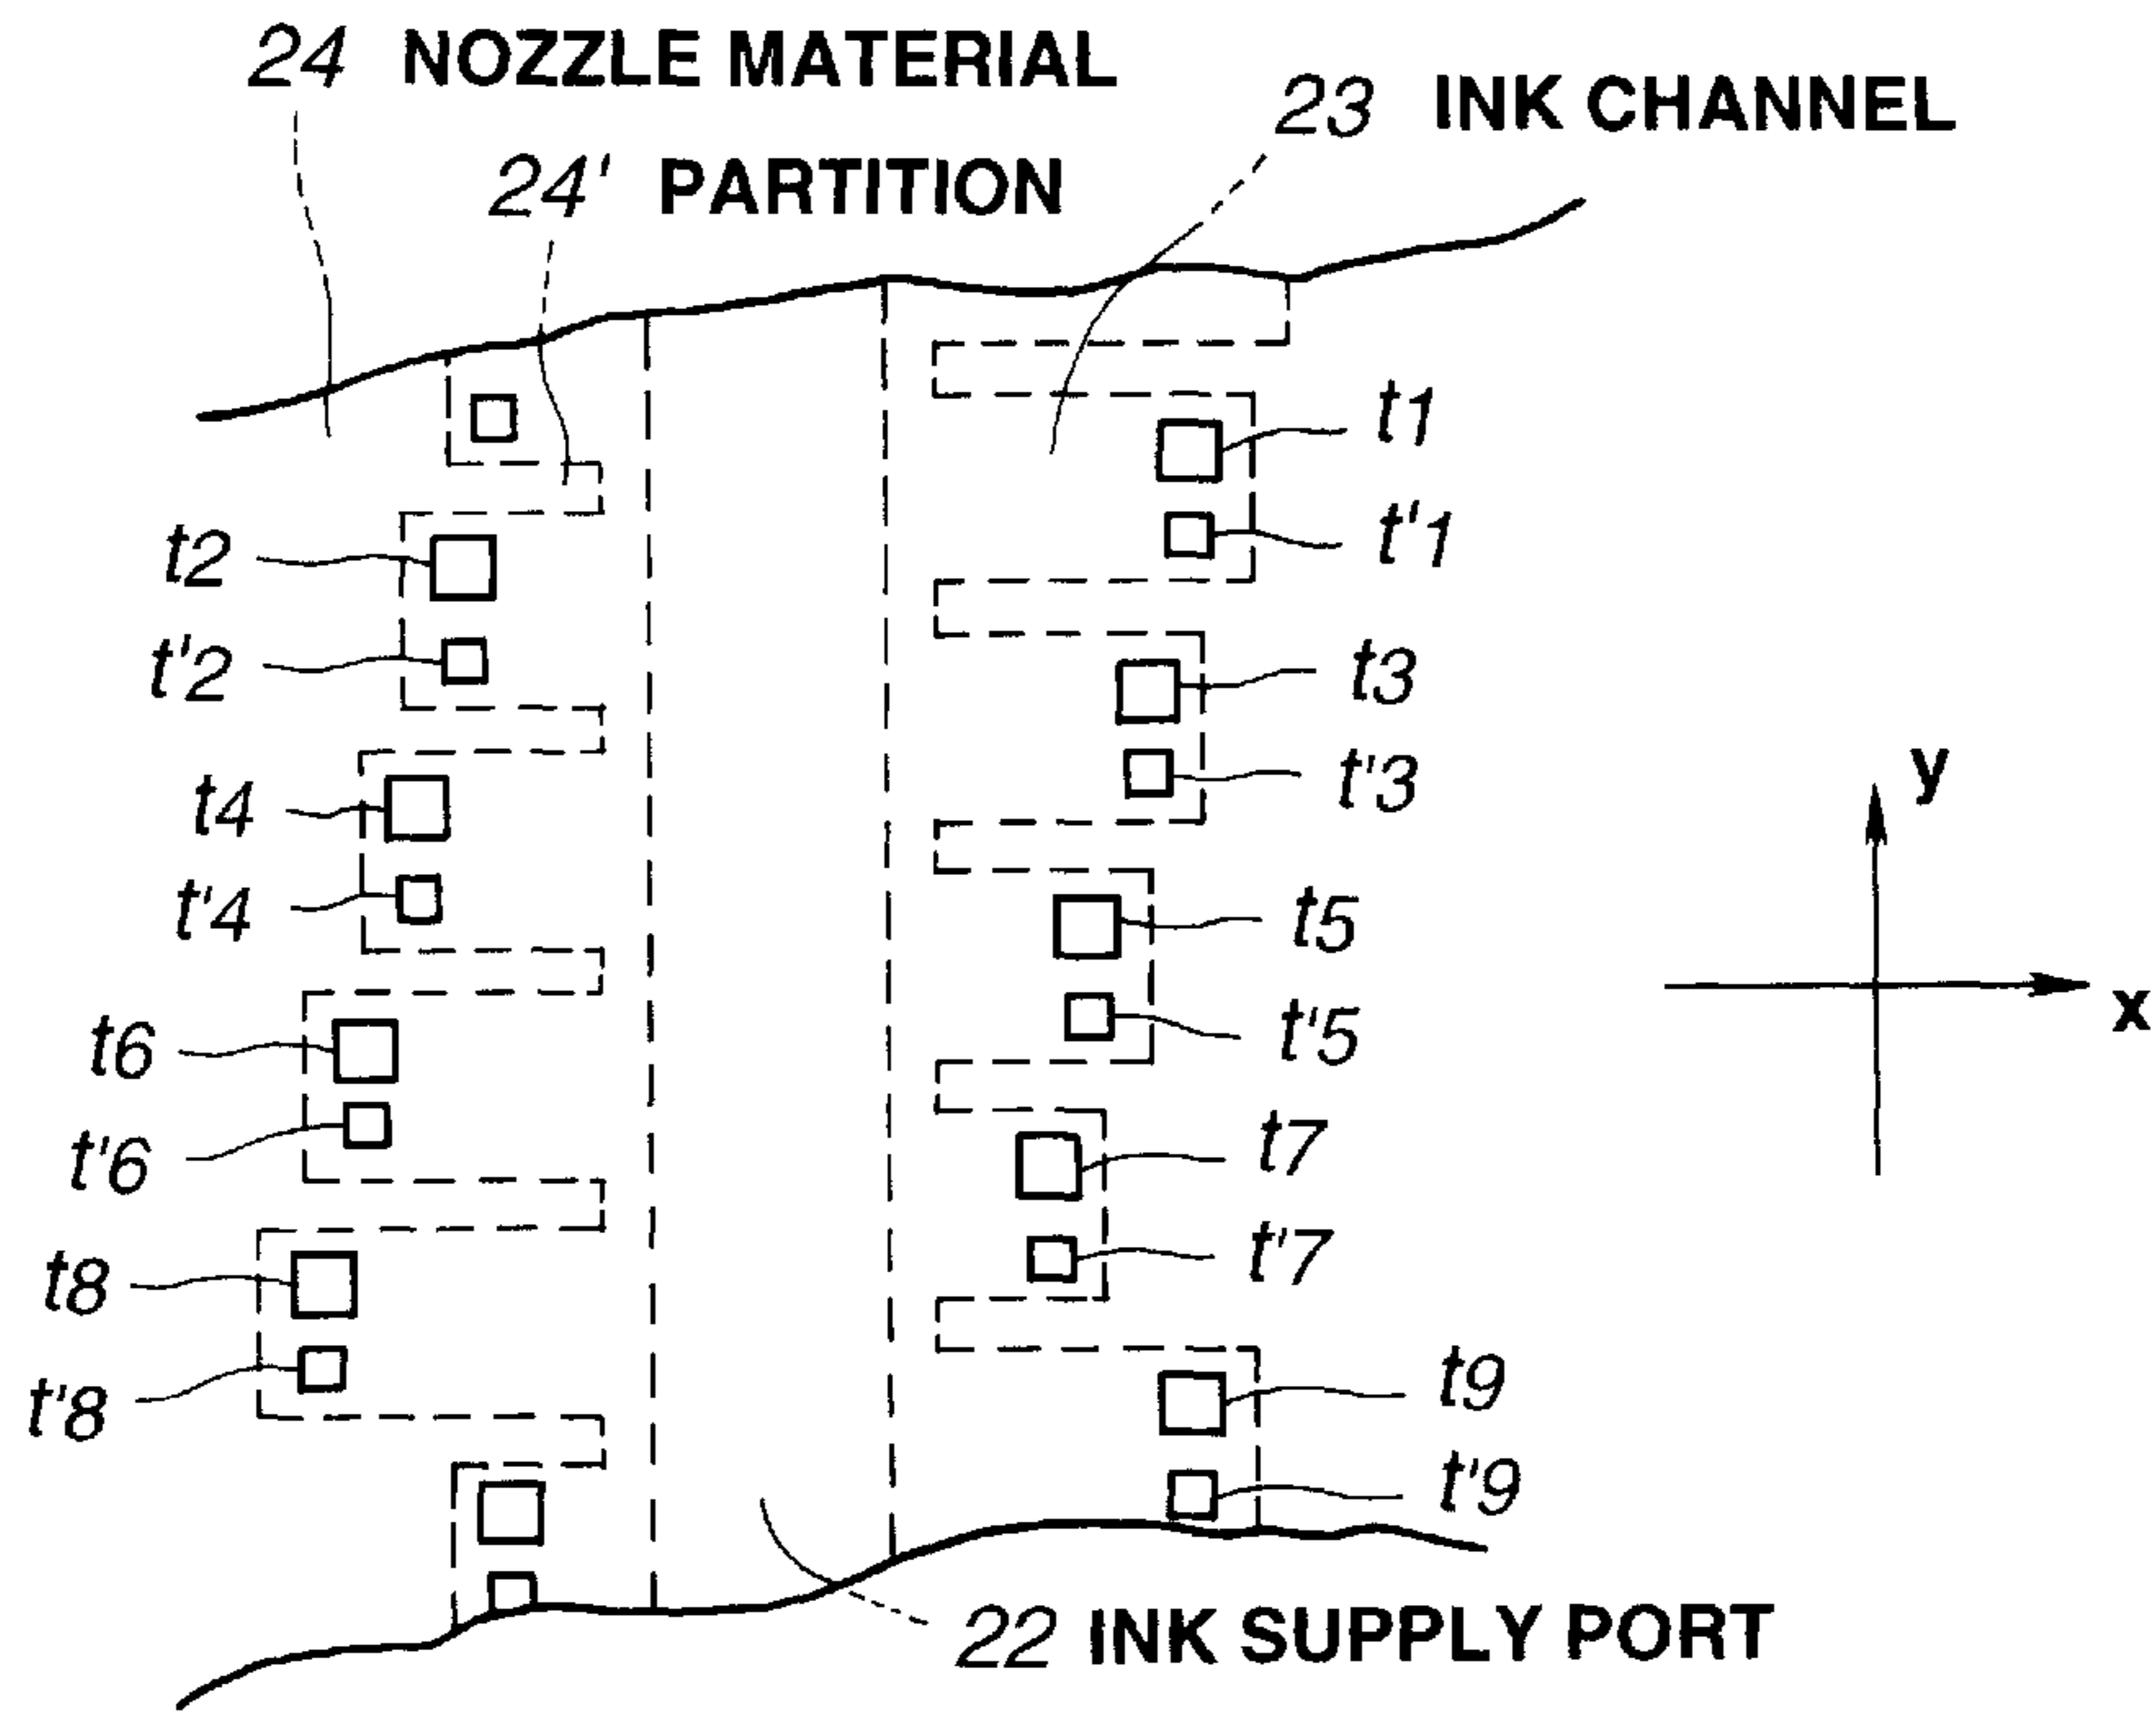 24 NOZZLE MATERIAL
23 INK CHANNEL
24' PARTITION
t1
t'1
t2
t'2
t3
t'3
t4
t'4
t5
t'5
t6
t'6
t7
t'7
t8
t'8
t9
t'9
y
x
22 INK SUPPLY PORT